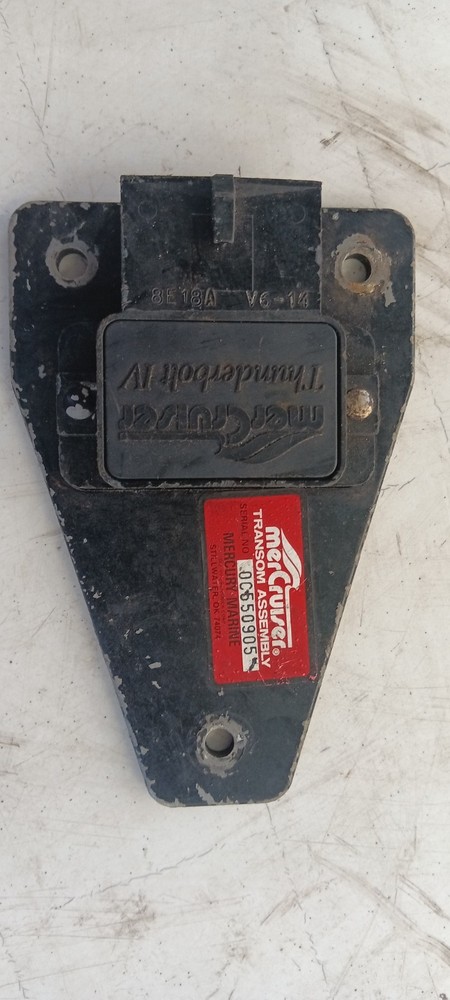 8E18A V6-14
merCruiser
Thunderbolt IV
merCruiser®
TRANSOM ASSEMBLY
SERIAL NO. 0C650905
MERCURY MARINE
STILLWATER, OK 74074